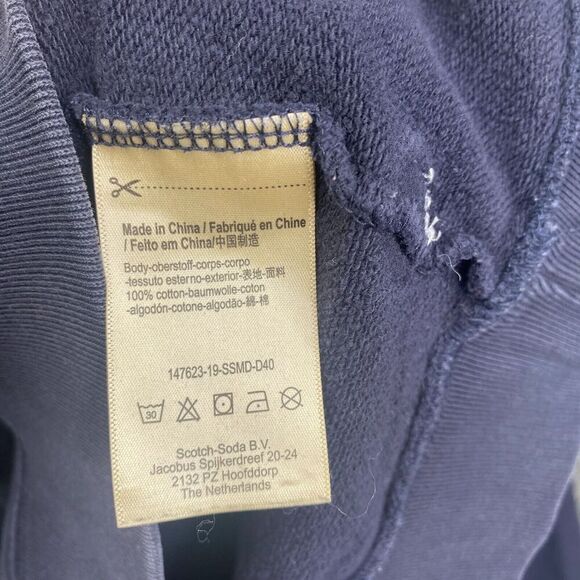 Made in China / Fabriqué en Chine
/ Feito em China/中国制造
Body-oberstoff-corps-corpo
-tessuto esterno-exterior-表地-面料
100% cotton-baumwolle-coton
-algodón-cotone-algodão-綿-棉
147623-19-SSMD-D40
30
Scotch-Soda B.V.
Jacobus Spijkerdreef 20-24
2132 PZ Hoofddorp
The Netherlands